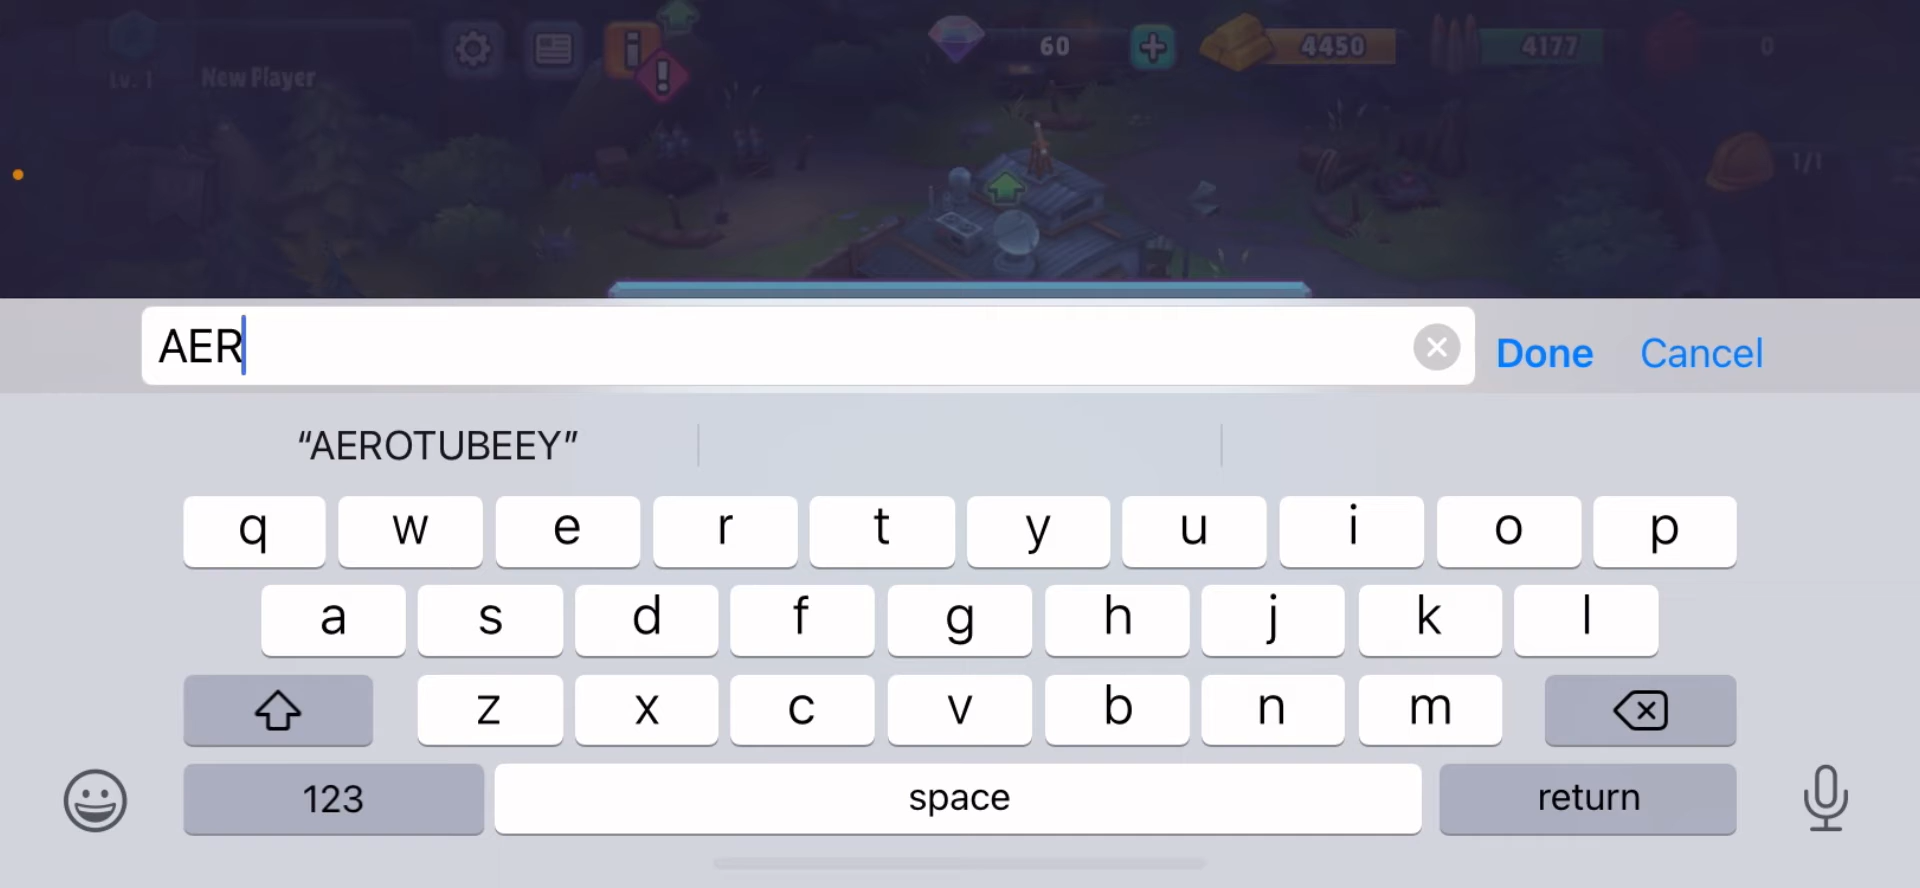 60
4450
4177
0
Lv. 1
New Player
1/1
AER
Done
Cancel
“AEROTUBEEY”
q w e r t y u i o p
a s d f g h j k l
z x c v b n m
123
space
return